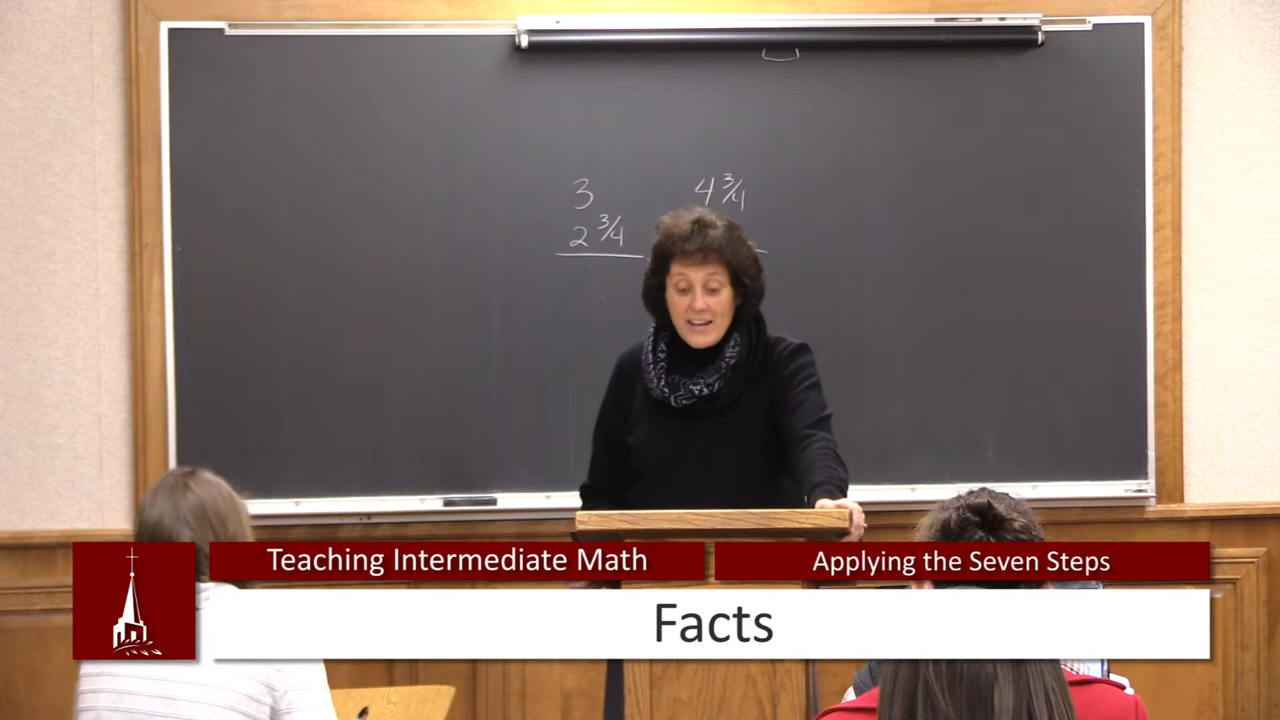 3 4 3/4
2 3/4
Teaching Intermediate Math Applying the Seven Steps
Facts